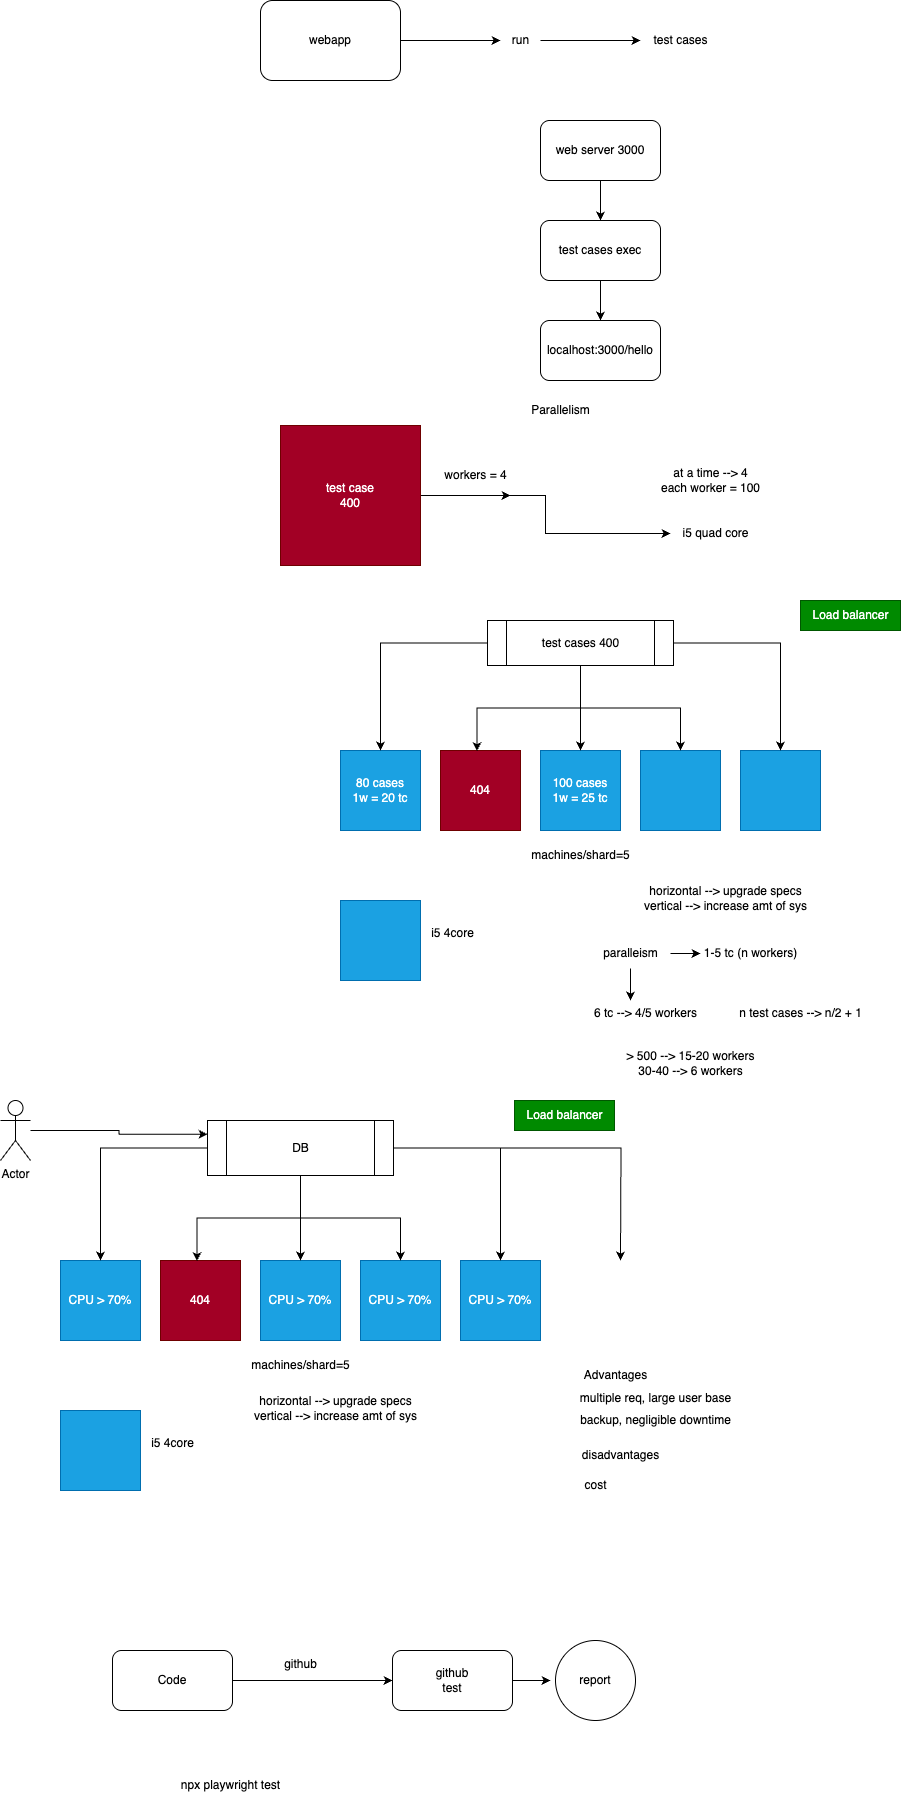 webapp
run
test cases
web server 3000
test cases exec
localhost:3000/hello
Parallelism
test case
400
workers = 4
at a time --> 4
each worker = 100
i5 quad core
Load balancer
test cases 400
80 cases
1w = 20 tc
404
100 cases
1w = 25 tc
machines/shard=5
horizontal --> upgrade specs
vertical --> increase amt of sys
i5 4core
paralleism
1-5 tc (n workers)
6 tc --> 4/5 workers
n test cases --> n/2 + 1
> 500 --> 15-20 workers
30-40 --> 6 workers
Load balancer
Actor
DB
CPU > 70%
404
CPU > 70%
CPU > 70%
CPU > 70%
machines/shard=5
horizontal --> upgrade specs
vertical --> increase amt of sys
i5 4core
Advantages
multiple req, large user base
backup, negligible downtime
disadvantages
cost
Code
github
github
test
report
npx playwright test